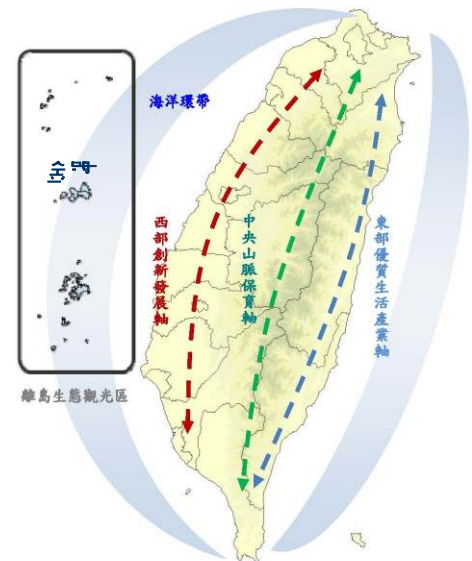 海洋環帶
金門
西部創新發展軸
中央山脈保育軸
東部優質生活產業軸
離島生態觀光區